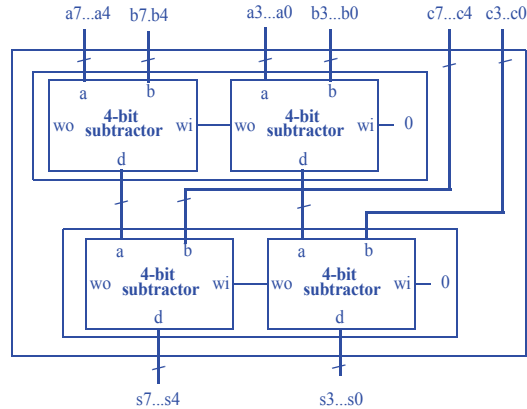 a7...a4 b7.b4 a3...a0 b3...b0 c7...c4 c3..c0
a b a b
4-bit 4-bit
wo subtractor wi wo subtractor wi 0
d d
a b a b
4-bit 4-bit
wo subtractor wi wo subtractor wi 0
d d
s7...s4 s3...s0